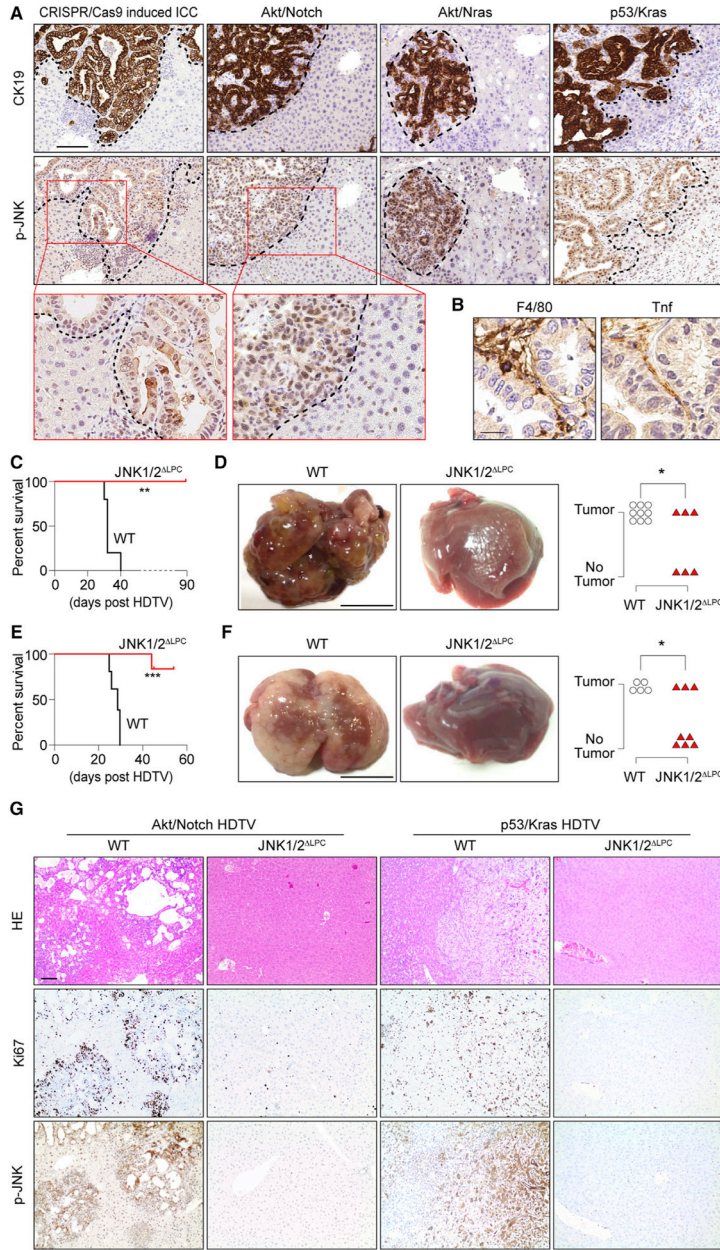 A
CRISPR/Cas9 induced ICC
Akt/Notch
Akt/Nras
p53/Kras
CK19
p-JNK
B
F4/80
Tnf
C
JNK1/2ΔLPC
Percent survival
100
50
0
**
WT
0
40
90
(days post HDTV)
D
WT
JNK1/2ΔLPC
*
Tumor
No
Tumor
WT JNK1/2ΔLPC
E
JNK1/2ΔLPC
Percent survival
100
50
0
***
WT
0
20
40
60
(days post HDTV)
F
WT
JNK1/2ΔLPC
*
Tumor
No
Tumor
WT JNK1/2ΔLPC
G
Akt/Notch HDTV
p53/Kras HDTV
WT
JNK1/2ΔLPC
WT
JNK1/2ΔLPC
HE
Ki67
p-JNK